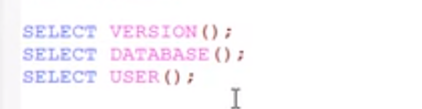 SELECT VERSION();
SELECT DATABASE();
SELECT USER();